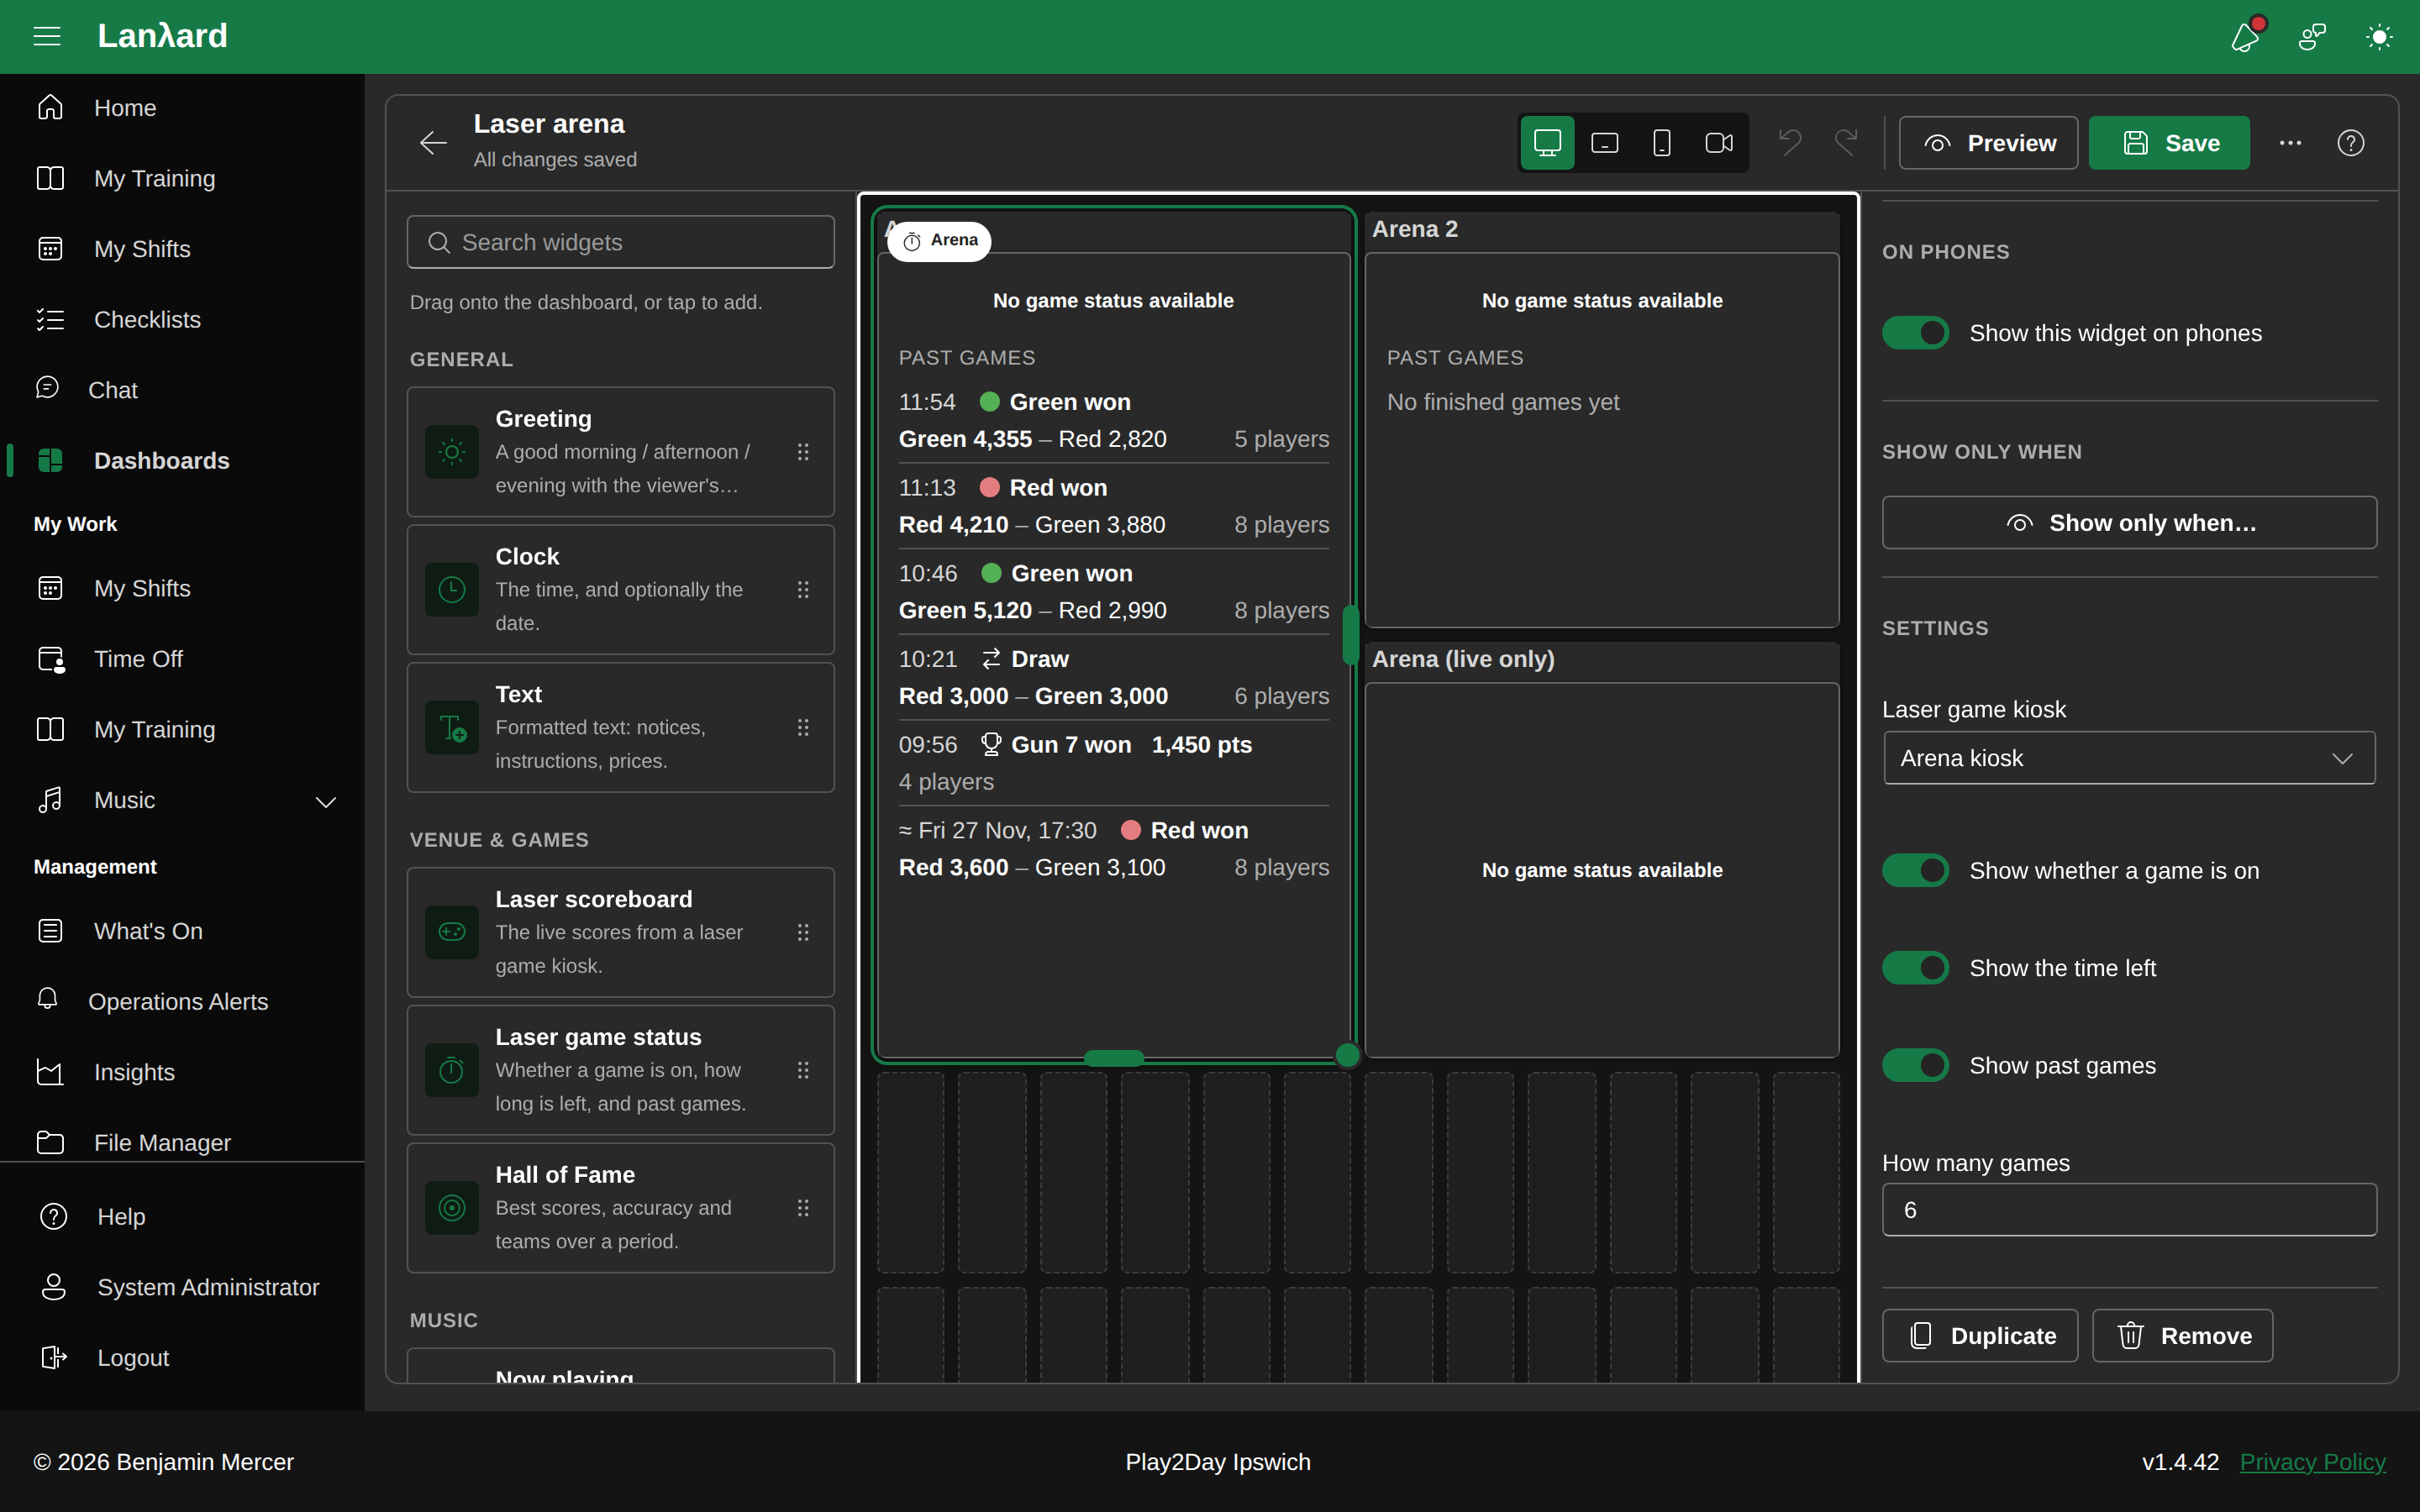 Lanλard
Home
My Training
My Shifts
Checklists
Chat
Dashboards
My Work
My Shifts
Time Off
My Training
Music
Management
What's On
Operations Alerts
Insights
File Manager
Help
System Administrator
Logout
Laser arena
All changes saved
Preview
Save
Search widgets
Drag onto the dashboard, or tap to add.
GENERAL
Greeting
A good morning / afternoon /
evening with the viewer's…
Clock
The time, and optionally the
date.
Text
Formatted text: notices,
instructions, prices.
VENUE & GAMES
Laser scoreboard
The live scores from a laser
game kiosk.
Laser game status
Whether a game is on, how
long is left, and past games.
Hall of Fame
Best scores, accuracy and
teams over a period.
MUSIC
Now playing
Arena
No game status available
PAST GAMES
11:54 Green won
Green 4,355 – Red 2,820 5 players
11:13 Red won
Red 4,210 – Green 3,880 8 players
10:46 Green won
Green 5,120 – Red 2,990 8 players
10:21 Draw
Red 3,000 – Green 3,000 6 players
09:56 Gun 7 won 1,450 pts
4 players
≈ Fri 27 Nov, 17:30 Red won
Red 3,600 – Green 3,100 8 players
Arena 2
No game status available
PAST GAMES
No finished games yet
Arena (live only)
No game status available
ON PHONES
Show this widget on phones
SHOW ONLY WHEN
Show only when…
SETTINGS
Laser game kiosk
Arena kiosk
Show whether a game is on
Show the time left
Show past games
How many games
6
Duplicate
Remove
© 2026 Benjamin Mercer
Play2Day Ipswich
v1.4.42 Privacy Policy